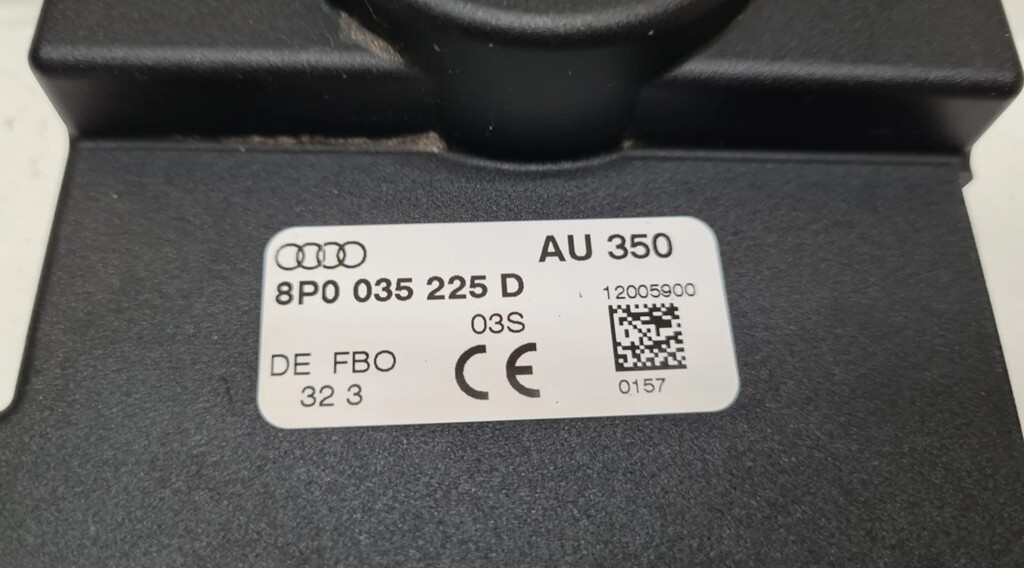 AU 350
8P0 035 225 D
12005900
03S
DE FBO
32 3
CE
0157